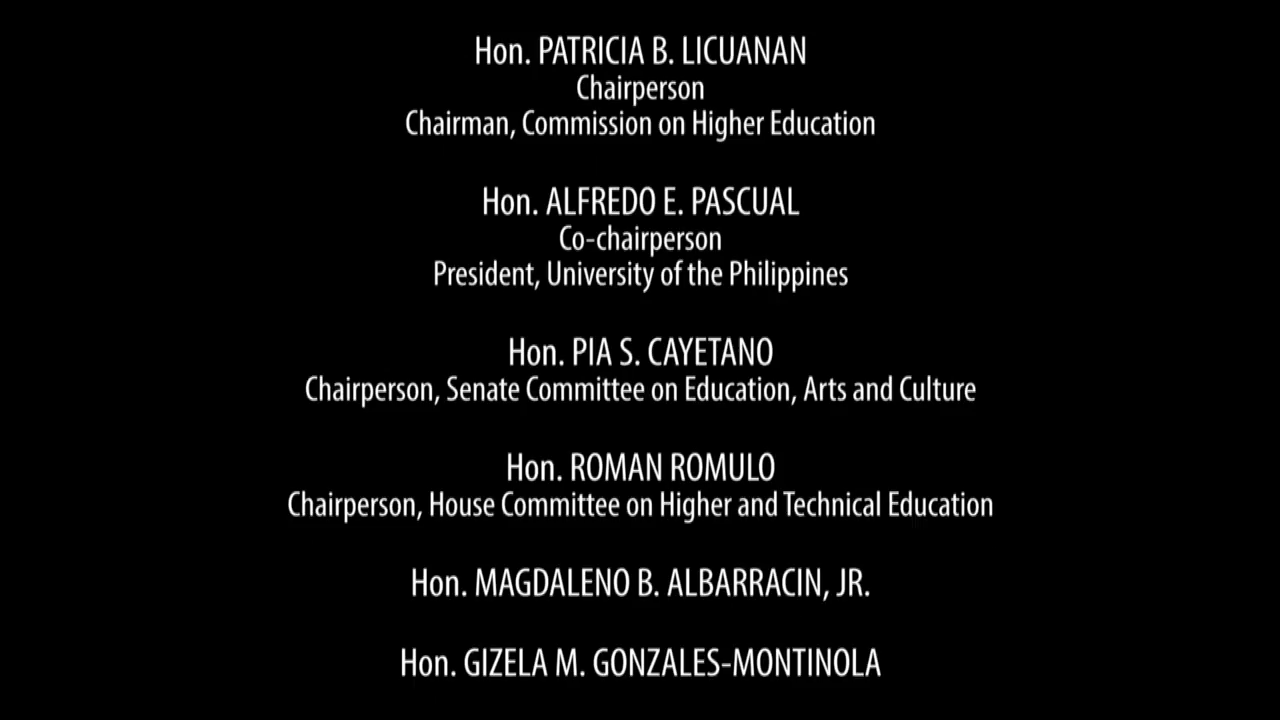 Hon. PATRICIA B. LICUANAN
Chairperson
Chairman, Commission on Higher Education
Hon. ALFREDO E. PASCUAL
Co-chairperson
President, University of the Philippines
Hon. PIA S. CAYETANO
Chairperson, Senate Committee on Education, Arts and Culture
Hon. ROMAN ROMULO
Chairperson, House Committee on Higher and Technical Education
Hon. MAGDALENO B. ALBARRACIN, JR.
Hon. GIZELA M. GONZALES-MONTINOLA